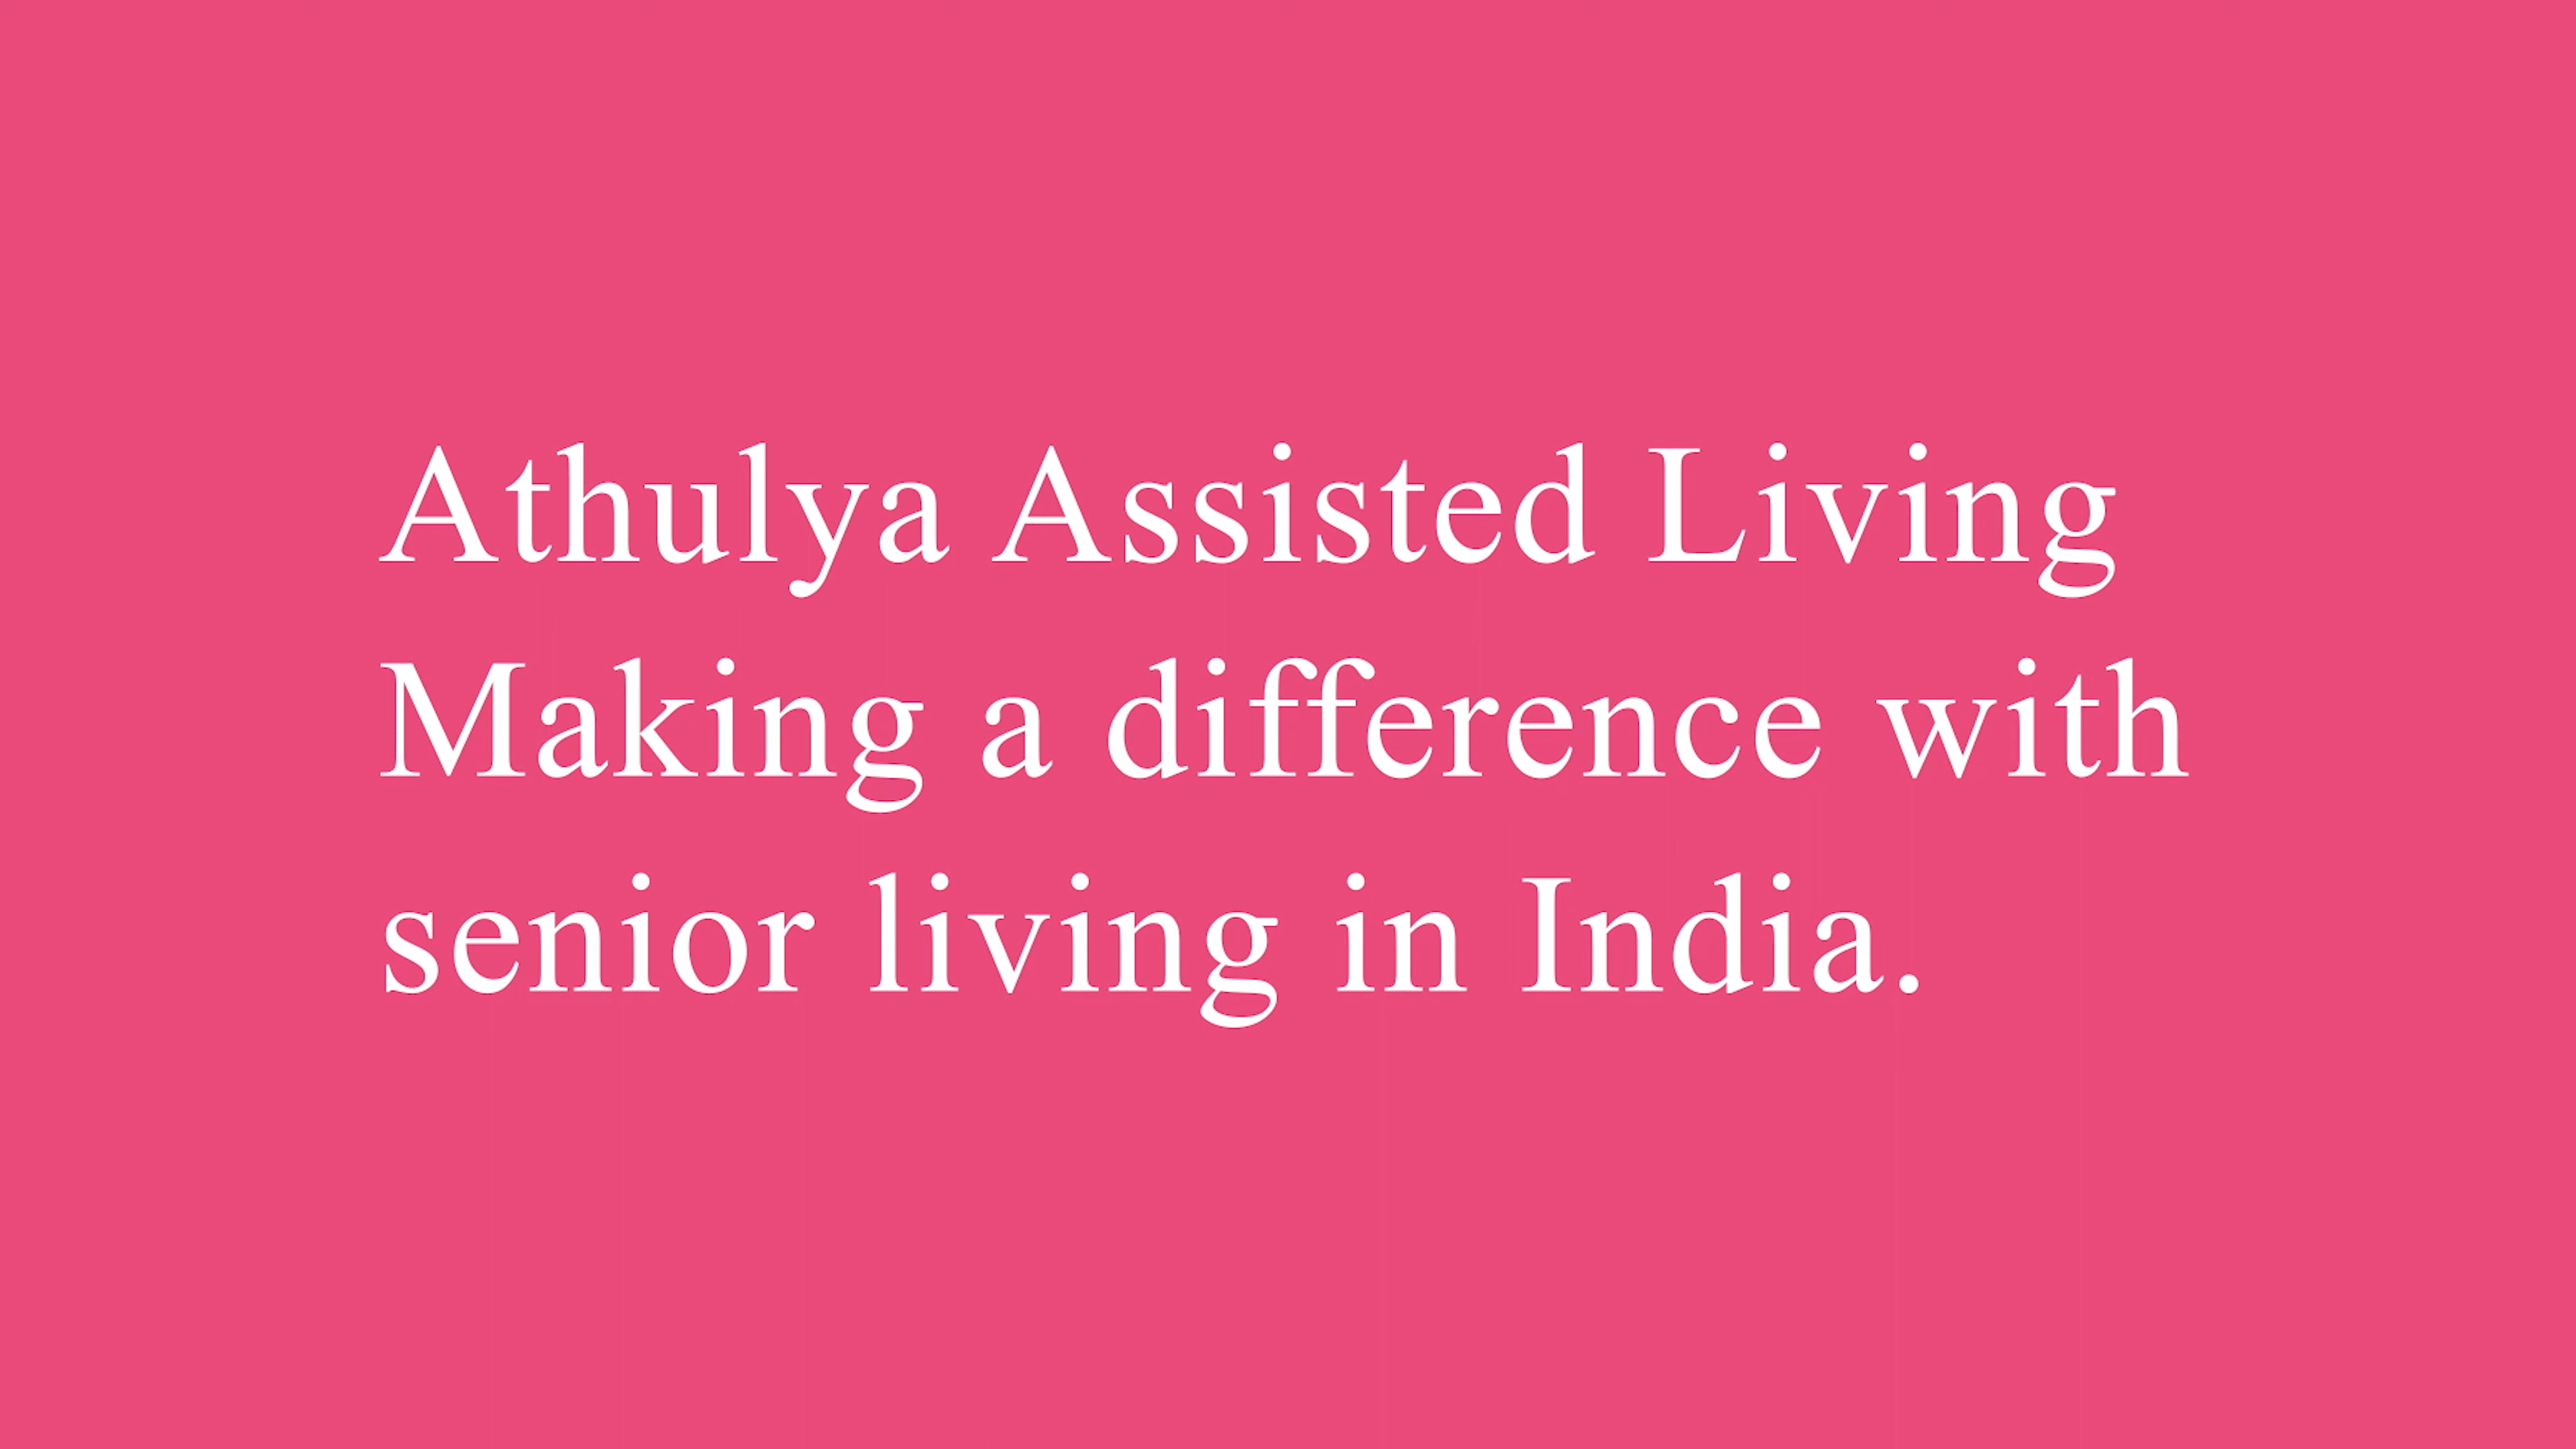 Athulya Assisted Living
Making a difference with
senior living in India.